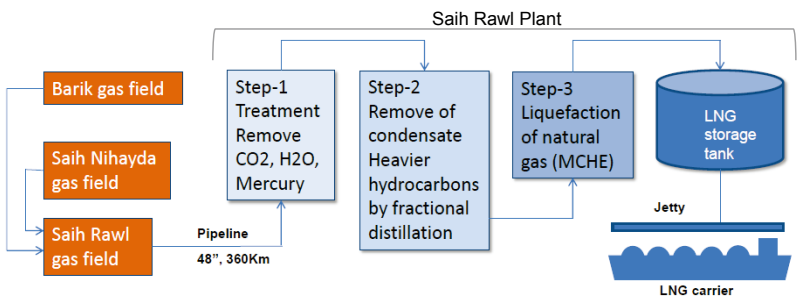 Saih Rawl Plant
Barik gas field
Saih Nihayda
gas field
Saih Rawl
gas field
Pipeline
48”, 360Km
Step-1
Treatment
Remove
CO2, H2O,
Mercury
Step-2
Remove of
condensate
Heavier
hydrocarbons
by fractional
distillation
Step-3
Liquefaction
of natural
gas (MCHE)
LNG
storage
tank
Jetty
LNG carrier